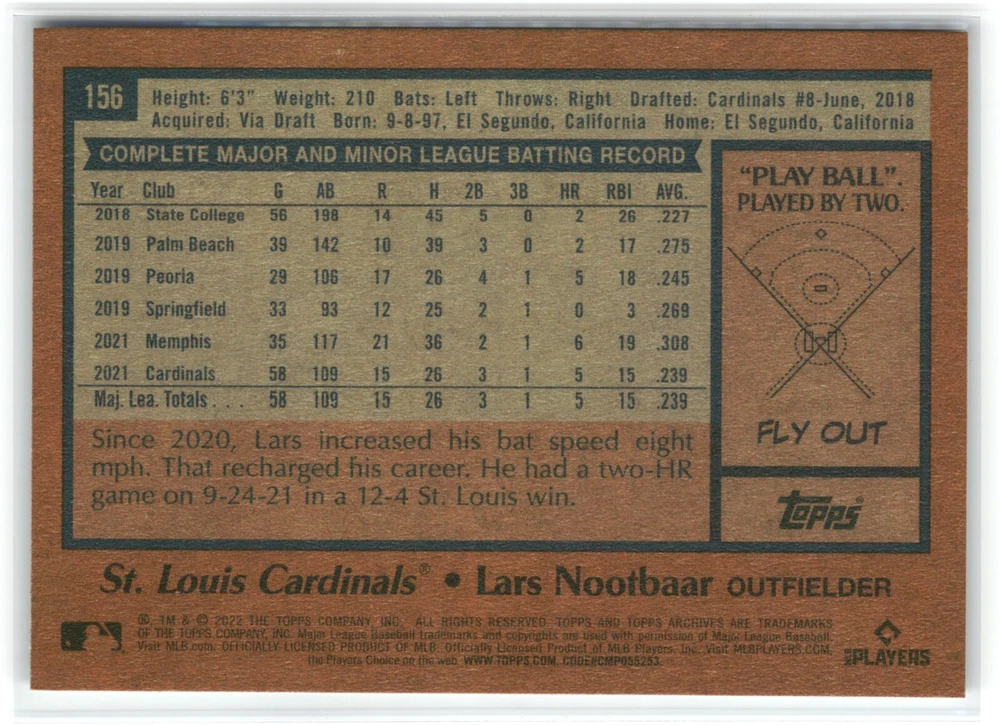 156
Height: 6'3" Weight: 210 Bats: Left Throws: Right Drafted: Cardinals #8-June, 2018
Acquired: Via Draft Born: 9-8-97, El Segundo, California Home: El Segundo, California
COMPLETE MAJOR AND MINOR LEAGUE BATTING RECORD
Year Club G AB R H 2B 3B HR RBI AVG.
2018 State College 56 198 14 45 5 0 2 26 .227
2019 Palm Beach 39 142 10 39 3 0 2 17 .275
2019 Peoria 29 106 17 26 4 1 5 18 .245
2019 Springfield 33 93 12 25 2 1 0 3 .269
2021 Memphis 35 117 21 36 2 1 6 19 .308
2021 Cardinals 58 109 15 26 3 1 5 15 .239
Maj. Lea. Totals . . . 58 109 15 26 3 1 5 15 .239
Since 2020, Lars increased his bat speed eight
mph. That recharged his career. He had a two-HR
game on 9-24-21 in a 12-4 St. Louis win.
"PLAY BALL".
PLAYED BY TWO.
FLY OUT
TOPPS®
St. Louis Cardinals® • Lars Nootbaar OUTFIELDER
®, TM & © 2022 THE TOPPS COMPANY, INC. ALL RIGHTS RESERVED. TOPPS AND TOPPS ARCHIVES ARE TRADEMARKS
OF THE TOPPS COMPANY, INC. Major League Baseball trademarks and copyrights are used with permission of Major League Baseball.
Visit MLB.com. OFFICIALLY LICENSED PRODUCT OF MLB Players, Inc. Visit MLBPLAYERS.COM,
the Players Choice on the web. WWW.TOPPS.COM. CODE#CMP055253.
MLB PLAYERS